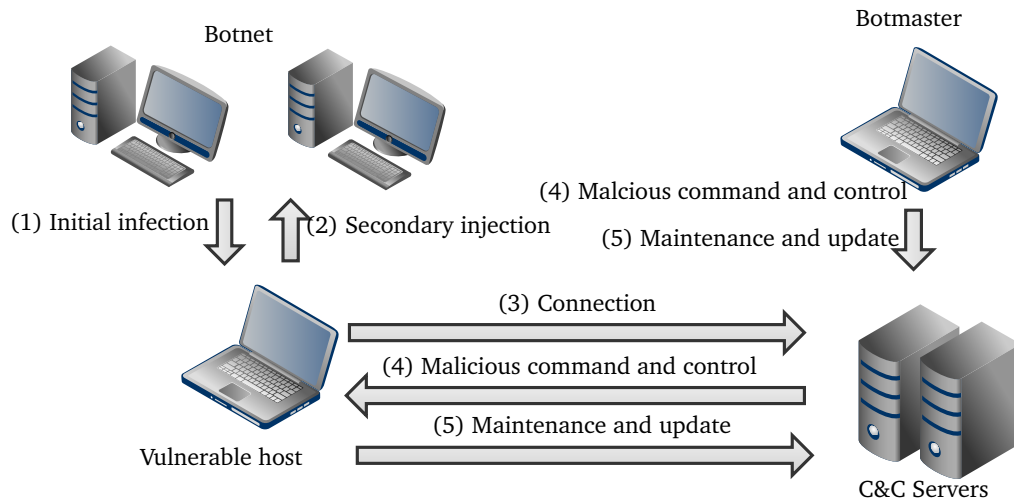 Botnet
Botmaster
(4) Malcious command and control
(1) Initial infection
(2) Secondary injection
(5) Maintenance and update
(3) Connection
(4) Malicious command and control
(5) Maintenance and update
Vulnerable host
C&C Servers